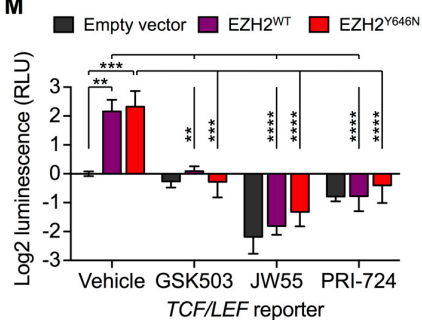 M
Empty vector EZH2WT EZH2Y646N
Log2 luminescence (RLU)
***
**
3
2
1
0
-1
-2
-3
** *** **** **** **** ****
Vehicle GSK503 JW55 PRI-724
TCF/LEF reporter